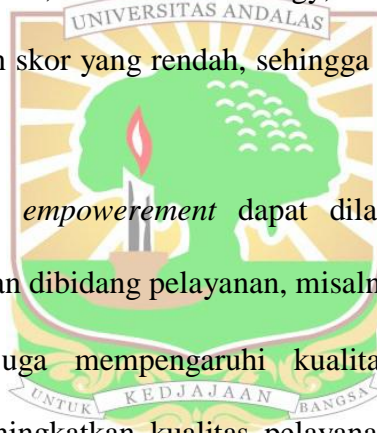 UNIVERSITAS ANDALAS
skor yang rendah, sehingga
empowerement dapat dila
an dibidang pelayanan, misaln
uga mempengaruhi kualita
UNTUK KEDJAJAAN BANGSA
ningkatkan kualitas pelayana